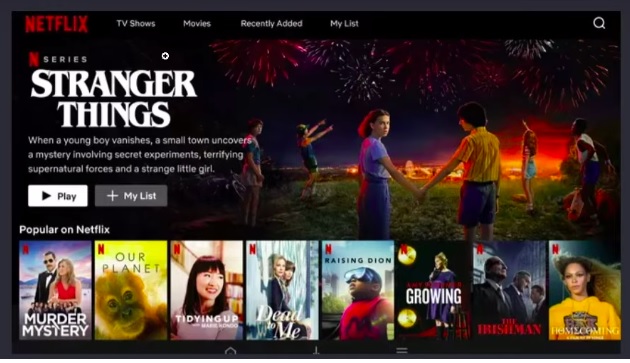 NETFLIX
TV Shows
Movies
Recently Added
My List
N SERIES
STRANGER
THINGS
When a young boy vanishes, a small town uncovers
a mystery involving secret experiments, terrifying
supernatural forces and a strange little girl.
Play
My List
Popular on Netflix
MURDER
MYSTERY
OUR
PLANET
TIDYING UP
WITH MARIE KONDO
Dead
to Me
RAISING DION
GROWING
THE
IRISHMAN
HOMECOMING